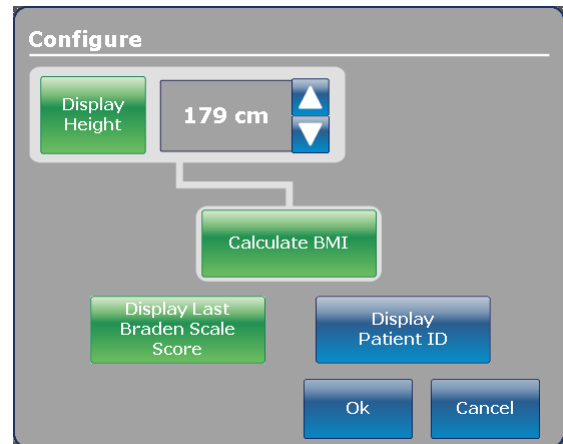 Configure
Display
Height
179 cm
Calculate BMI
Display Last
Braden Scale
Score
Display
Patient ID
Ok
Cancel